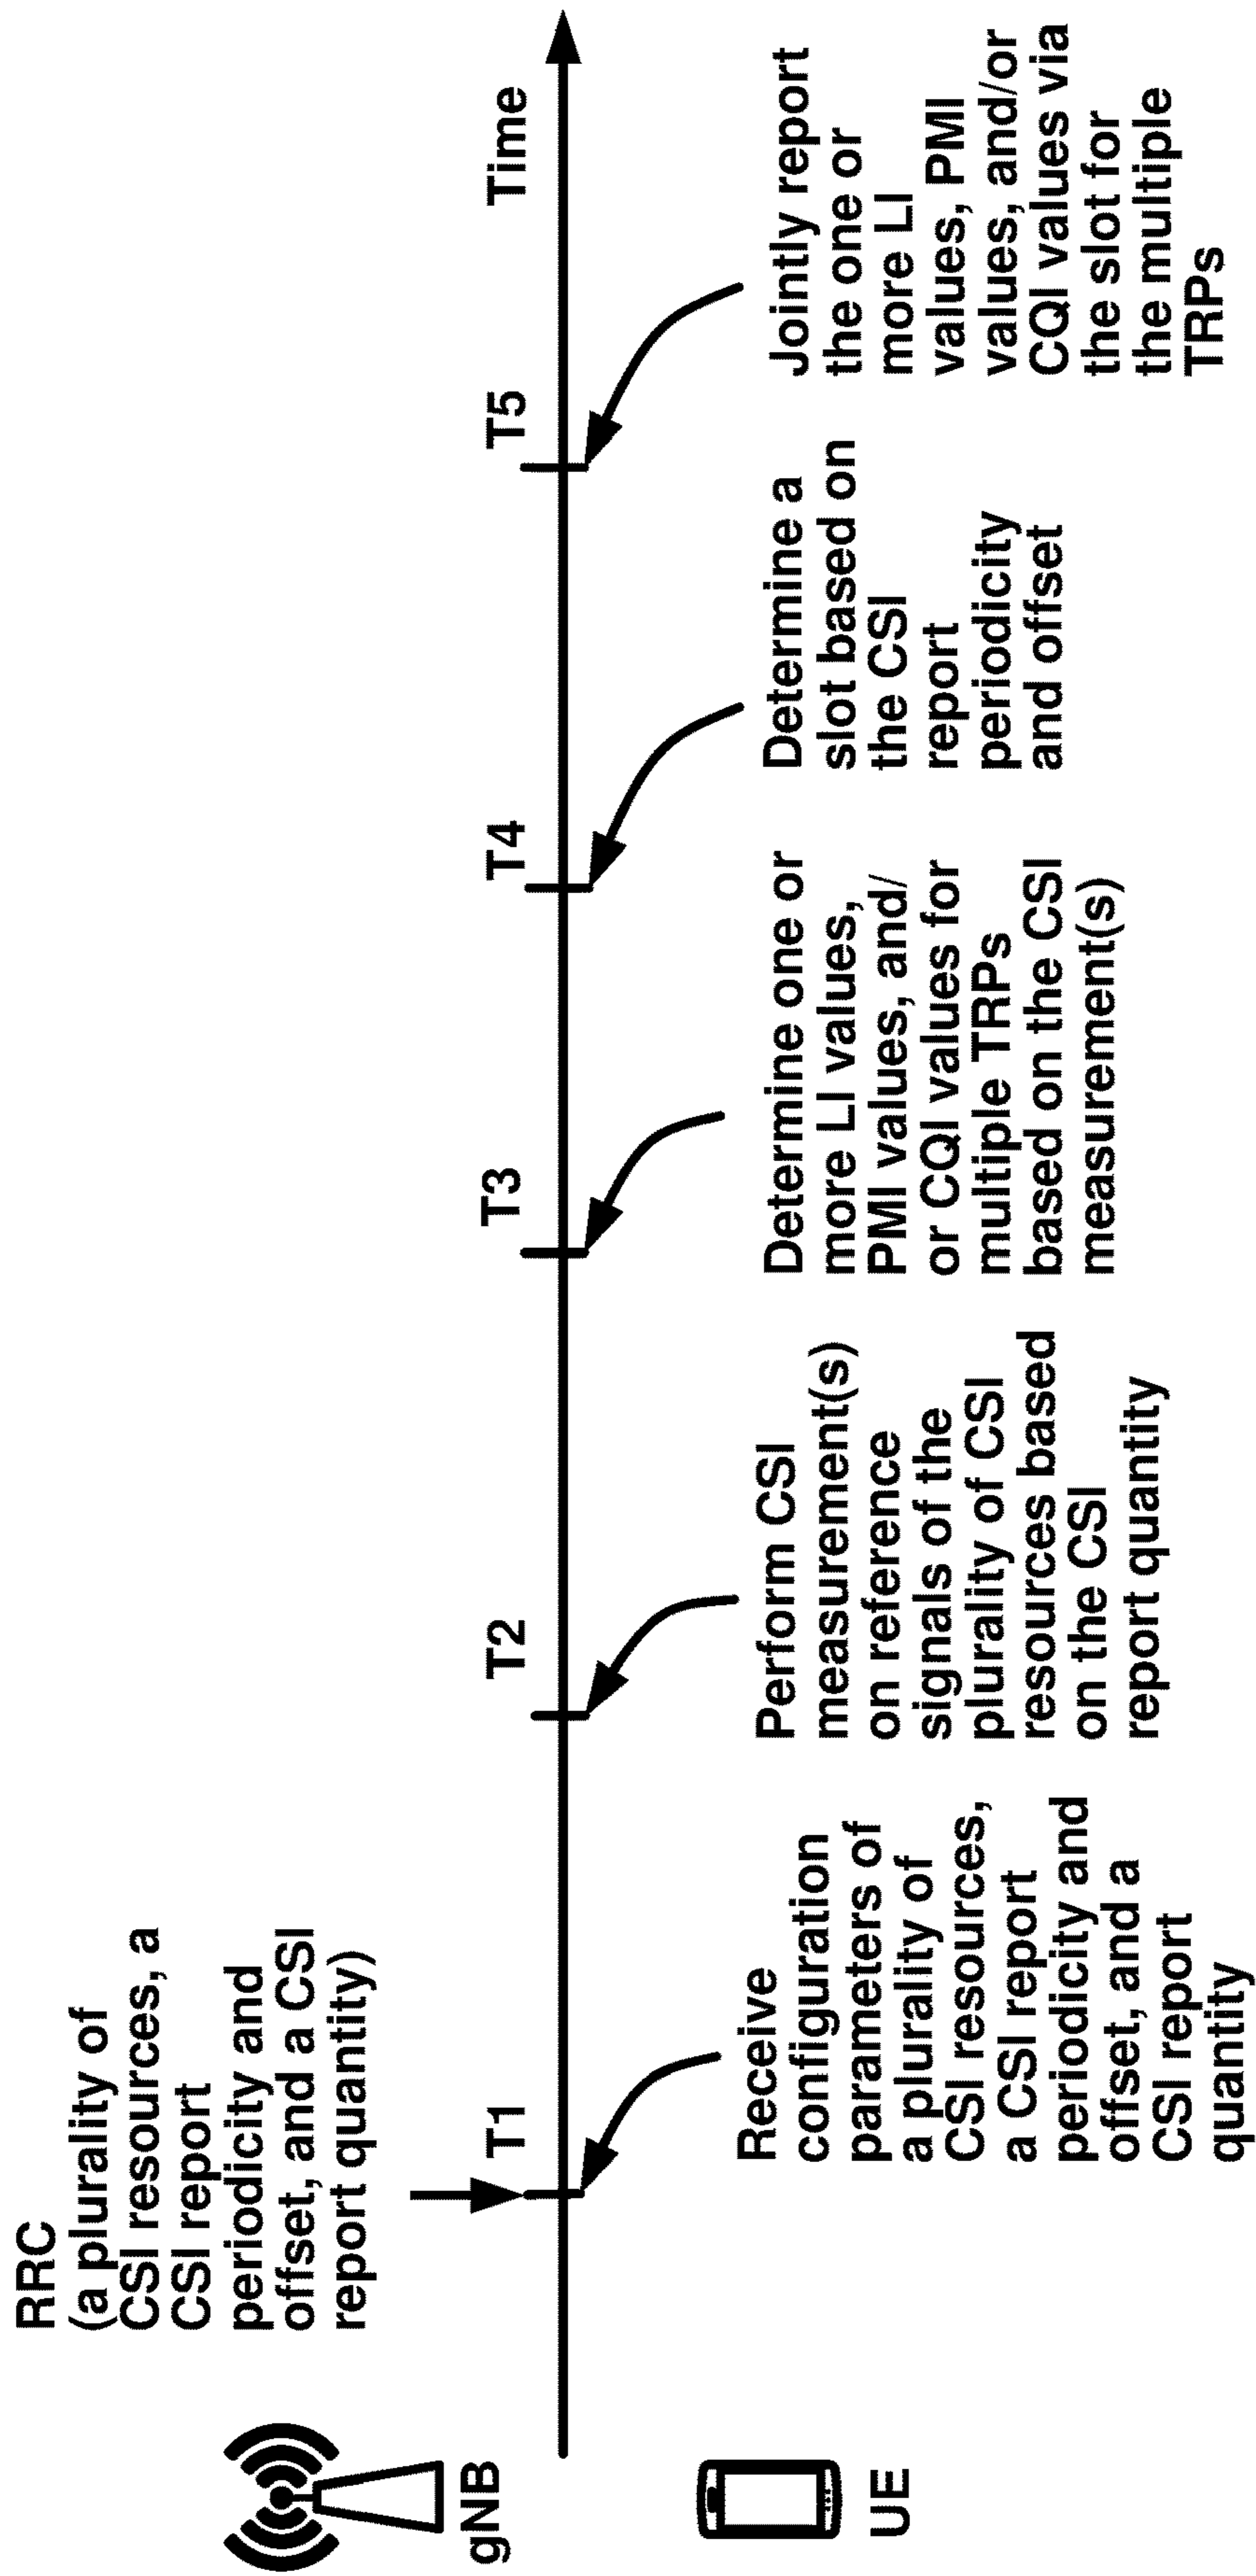 gNB
UE
RRC
(a plurality of
CSI resources, a
CSI report
periodicity and
offset, and a CSI
report quantity)
T1
T2
T3
T4
T5
Time
Receive
configuration
parameters of
a plurality of
CSI resources,
a CSI report
periodicity and
offset, and a
CSI report
quantity
Perform CSI
measurement(s)
on reference
signals of the
plurality of CSI
resources based
on the CSI
report quantity
Determine one or
more LI values,
PMI values, and/
or CQI values for
multiple TRPs
based on the CSI
measurement(s)
Determine a
slot based on
the CSI
report
periodicity
and offset
Jointly report
the one or
more LI
values, PMI
values, and/or
CQI values via
the slot for
the multiple
TRPs